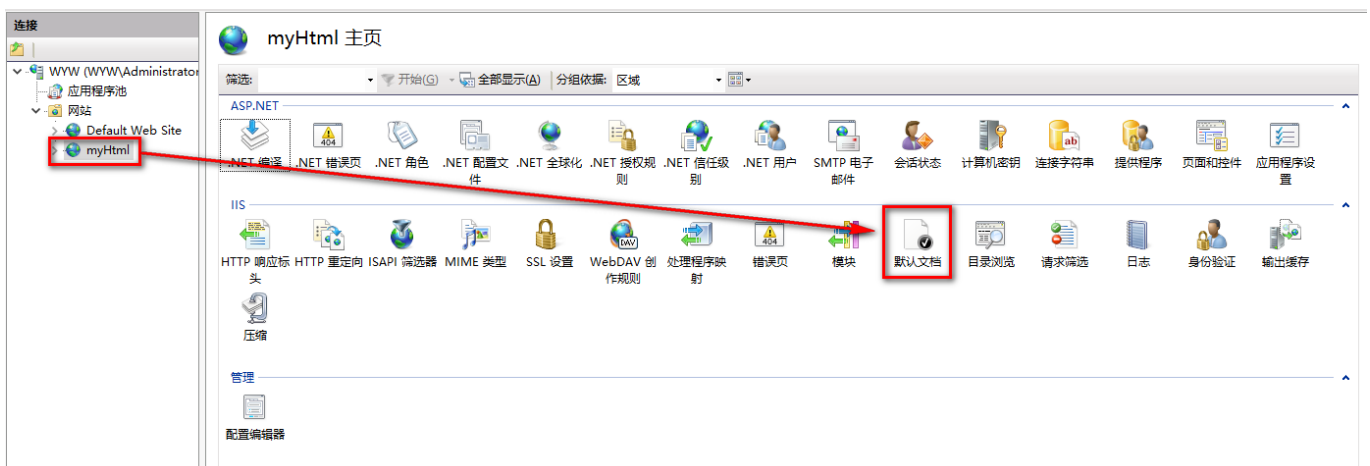 连接
myHtml 主页
WYW (WYW\Administrator
应用程序池
网站
Default Web Site
myHtml
筛选: 开始(G) 全部显示(A) 分组依据: 区域
ASP.NET
.NET 编译 .NET 错误页 .NET 角色 .NET 配置文 .NET 全球化 .NET 授权规 .NET 信任级 .NET 用户 SMTP 电子 会话状态 计算机密钥 连接字符串 提供程序 页面和控件 应用程序设
件 则 别 邮件 置
404
ab
IIS
HTTP 响应标 HTTP 重定向 ISAPI 筛选器 MIME 类型 SSL 设置 WebDAV 创 处理程序映 错误页 模块 默认文档 目录浏览 请求筛选 日志 身份验证 输出缓存
头 作规则 射
DAV
404
压缩
管理
配置编辑器